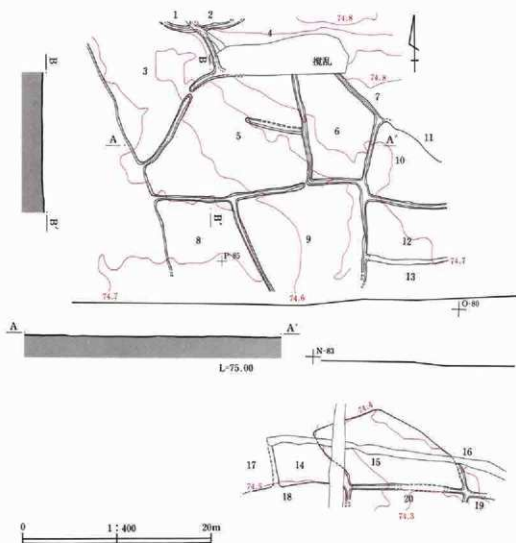 1 2
74.8
4
B
B
3
攪乱
74.8
7
A
5
6
A'
11
10
B'
B'
8
9
12
P-85
74.7
74.6
74.7
13
O-80
A A'
N-83
L=75.00
74.4
17 14 15 16
74.5
18
20
19
74.3
0 1:400 20m